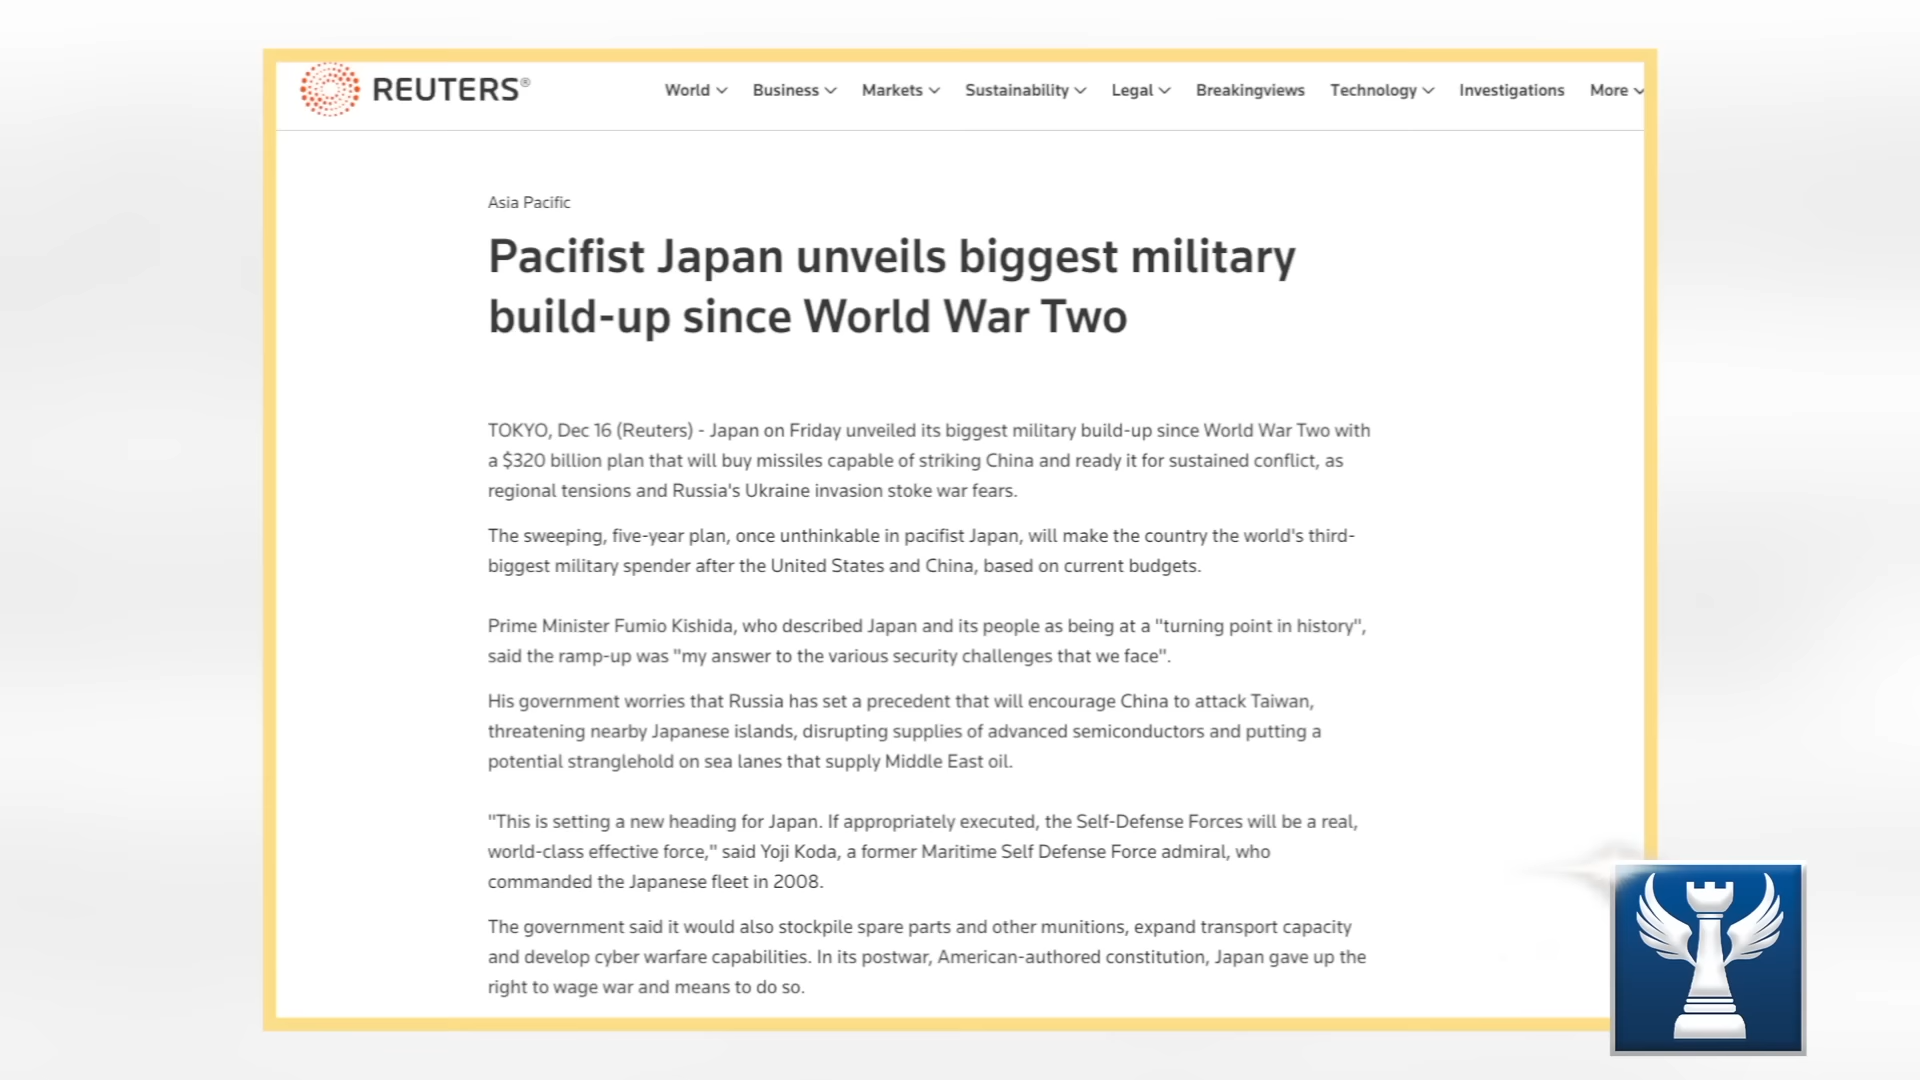 REUTERS®
World Business Markets Sustainability Legal Breakingviews Technology Investigations More
Asia Pacific
Pacifist Japan unveils biggest military
build-up since World War Two
TOKYO, Dec 16 (Reuters) - Japan on Friday unveiled its biggest military build-up since World War Two with
a $320 billion plan that will buy missiles capable of striking China and ready it for sustained conflict, as
regional tensions and Russia's Ukraine invasion stoke war fears.
The sweeping, five-year plan, once unthinkable in pacifist Japan, will make the country the world's third-
biggest military spender after the United States and China, based on current budgets.
Prime Minister Fumio Kishida, who described Japan and its people as being at a "turning point in history",
said the ramp-up was "my answer to the various security challenges that we face".
His government worries that Russia has set a precedent that will encourage China to attack Taiwan,
threatening nearby Japanese islands, disrupting supplies of advanced semiconductors and putting a
potential stranglehold on sea lanes that supply Middle East oil.
"This is setting a new heading for Japan. If appropriately executed, the Self-Defense Forces will be a real,
world-class effective force," said Yoji Koda, a former Maritime Self Defense Force admiral, who
commanded the Japanese fleet in 2008.
The government said it would also stockpile spare parts and other munitions, expand transport capacity
and develop cyber warfare capabilities. In its postwar, American-authored constitution, Japan gave up the
right to wage war and means to do so.